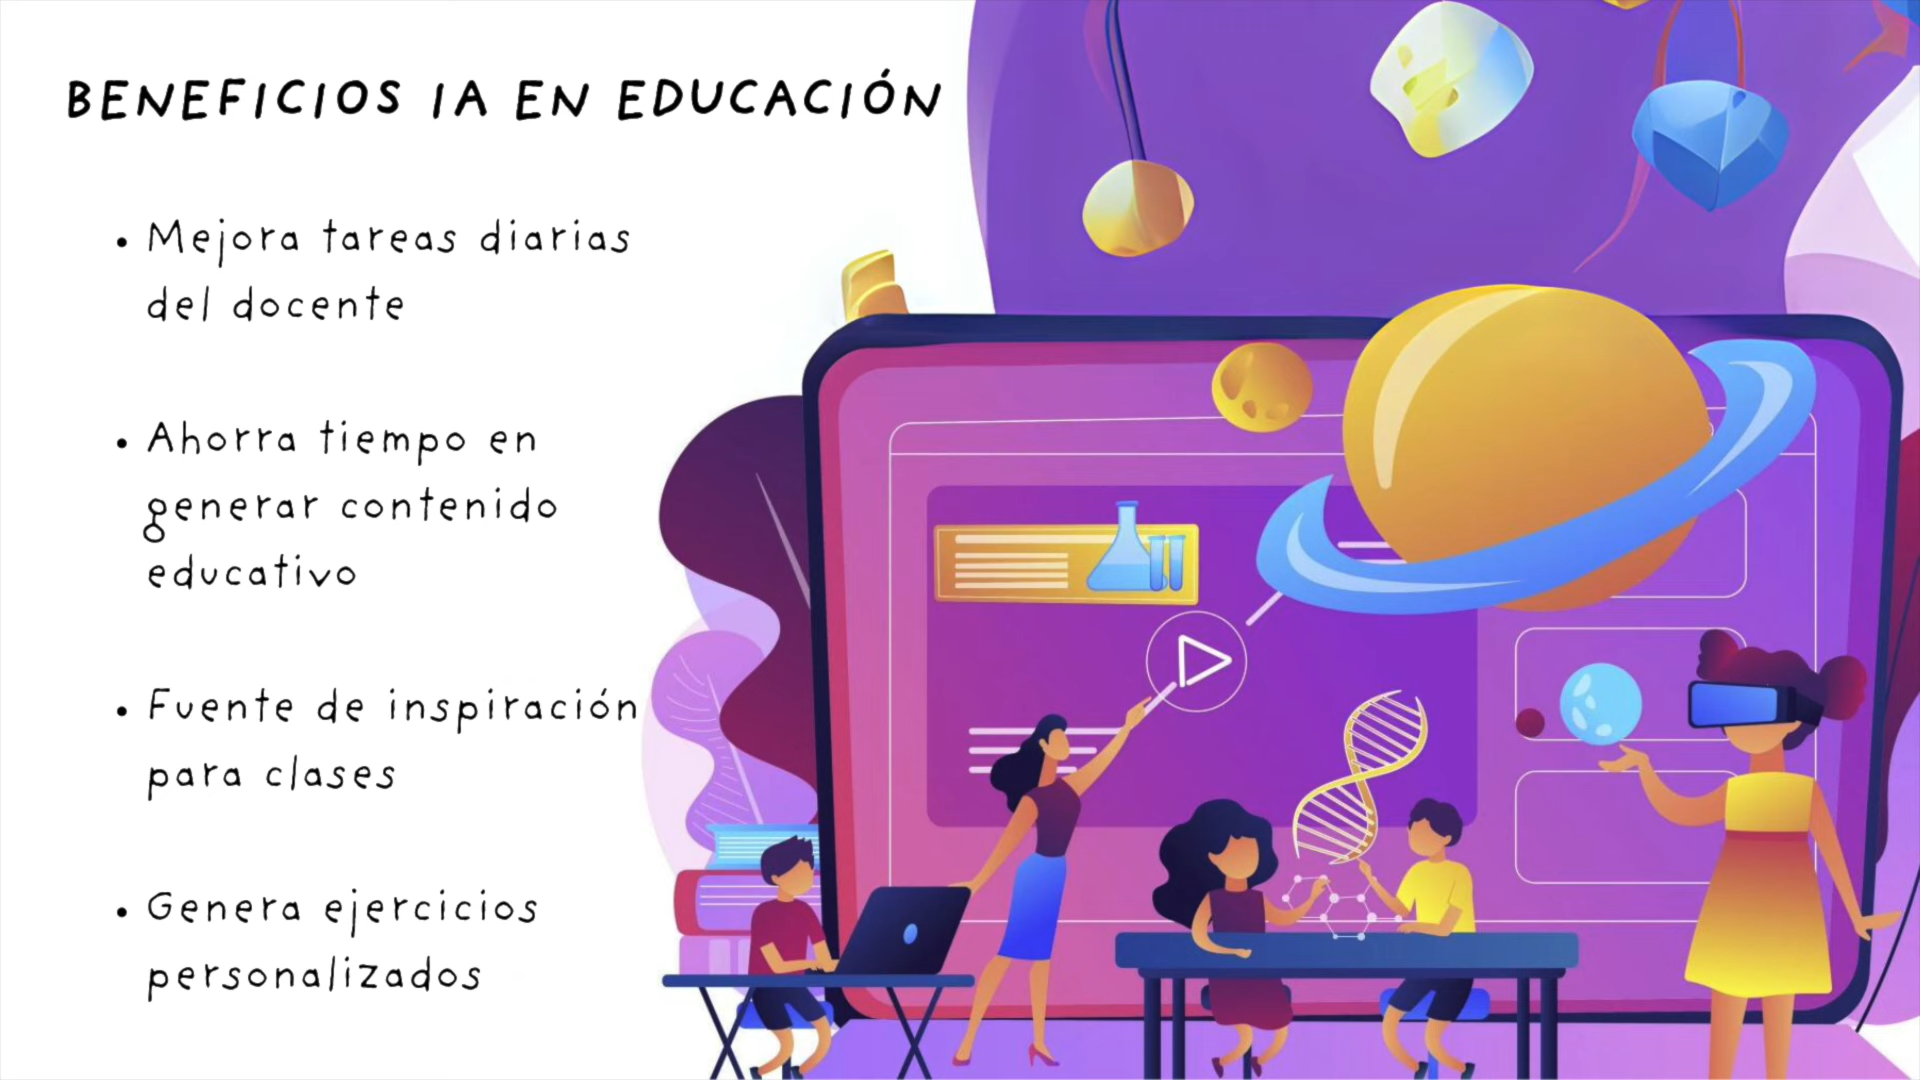 BENEFICIOS IA EN EDUCACIÓN
• Mejora tareas diarias
del docente
• Ahorra tiempo en
generar contenido
educativo
• Fuente de inspiración
para clases
• Genera ejercicios
personalizados